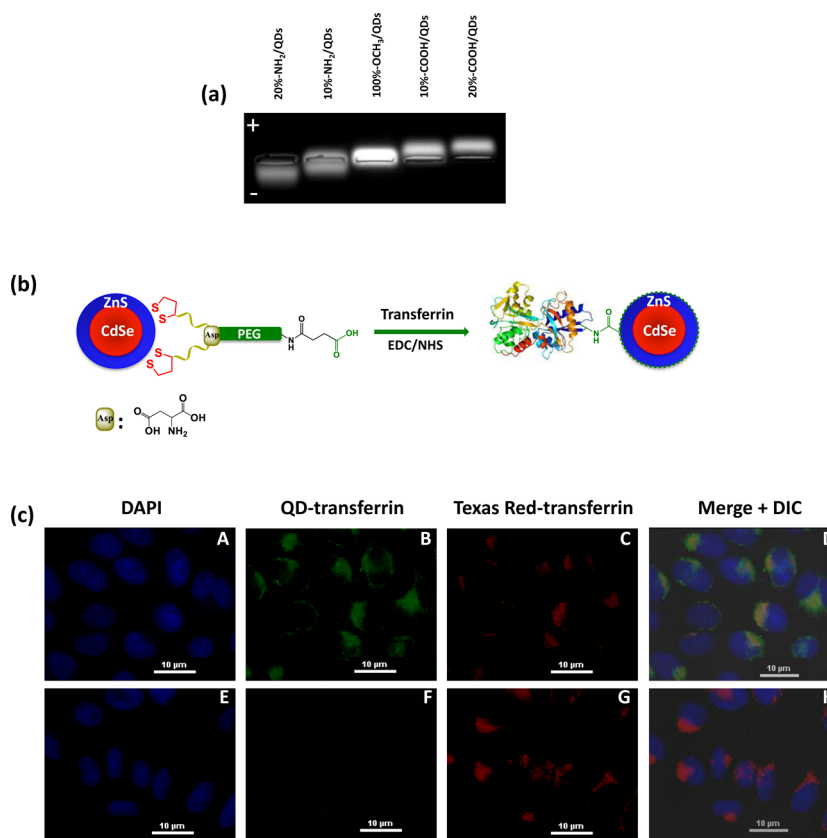 (a)
20%-NH₂/QDs
10%-NH₂/QDs
100%-OCH₃/QDs
10%-COOH/QDs
20%-COOH/QDs
+
-
(b)
ZnS
CdSe
S
S
S
S
Asp
PEG
N
H
O
OH
O
Transferrin
EDC/NHS
N
H
O
ZnS
CdSe
Asp :
O
OH
O
OH
NH₂
(c)
DAPI
QD-transferrin
Texas Red-transferrin
Merge + DIC
A
10 µm
B
10 µm
C
10 µm
D
10 µm
E
10 µm
F
10 µm
G
10 µm
H
10 µm